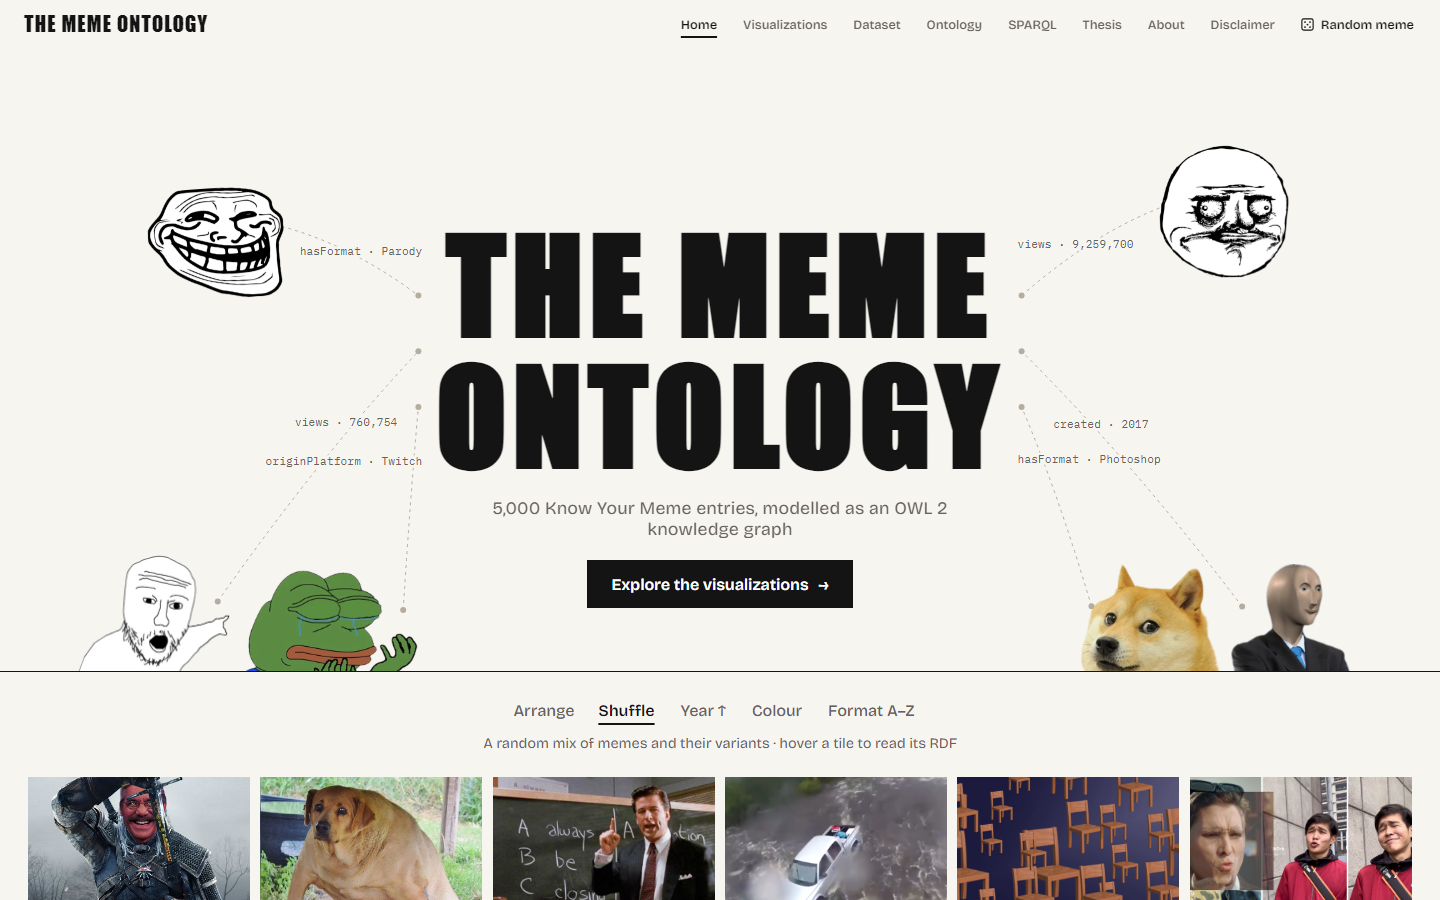 THE MEME ONTOLOGY
Home Visualizations Dataset Ontology SPARQL Thesis About Disclaimer Random meme
hasFormat · Parody
views · 9,259,700
THE MEME
ONTOLOGY
views · 760,754
created · 2017
originPlatform · Twitch
hasFormat · Photoshop
5,000 Know Your Meme entries, modelled as an OWL 2
knowledge graph
Explore the visualizations →
Arrange Shuffle Year ↑ Colour Format A–Z
A random mix of memes and their variants · hover a tile to read its RDF
A always
B be
C closing